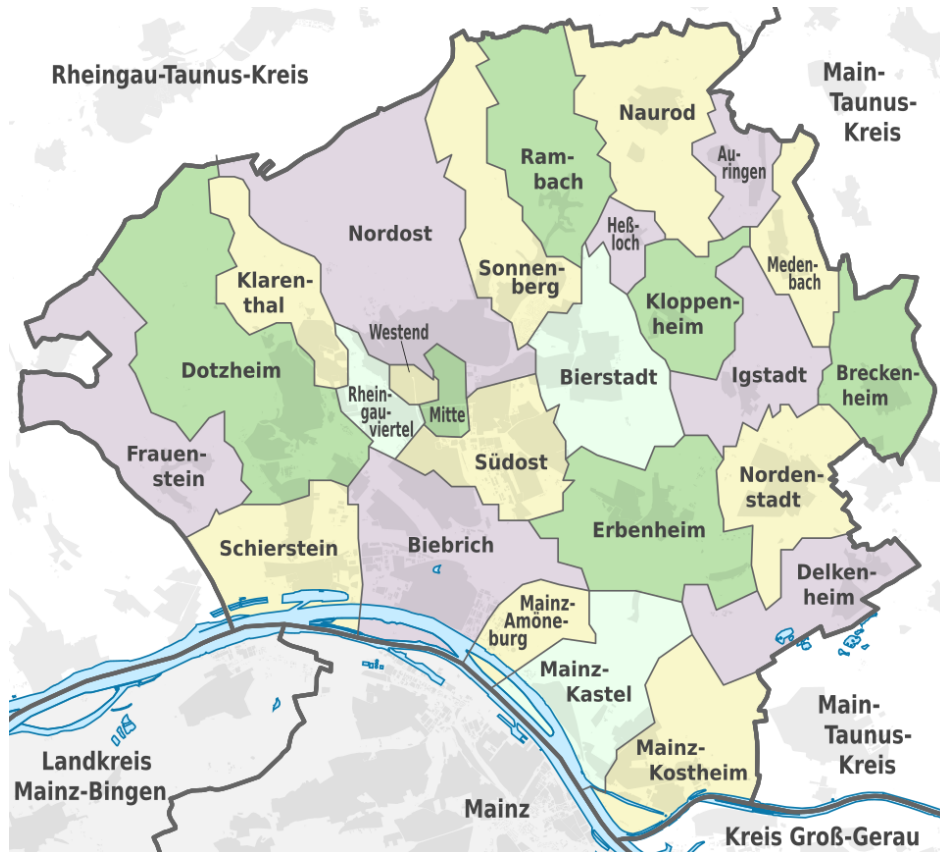 Rheingau-Taunus-Kreis
Main-
Taunus-
Kreis
Naurod
Au-
ringen
Ram-
bach
Heß-
loch
Nordost
Meden-
bach
Klaren-
thal
Sonnen-
berg
Kloppen-
heim
Westend
Dotzheim
Bierstadt
Igstadt
Brecken-
heim
Rhein-
gau-
viertel
Mitte
Frauen-
stein
Südost
Norden-
stadt
Schierstein
Biebrich
Erbenheim
Delken-
heim
Mainz-
Amöne-
burg
Mainz-
Kastel
Main-
Taunus-
Kreis
Mainz-
Kostheim
Landkreis
Mainz-Bingen
Mainz
Kreis Groß-Gerau